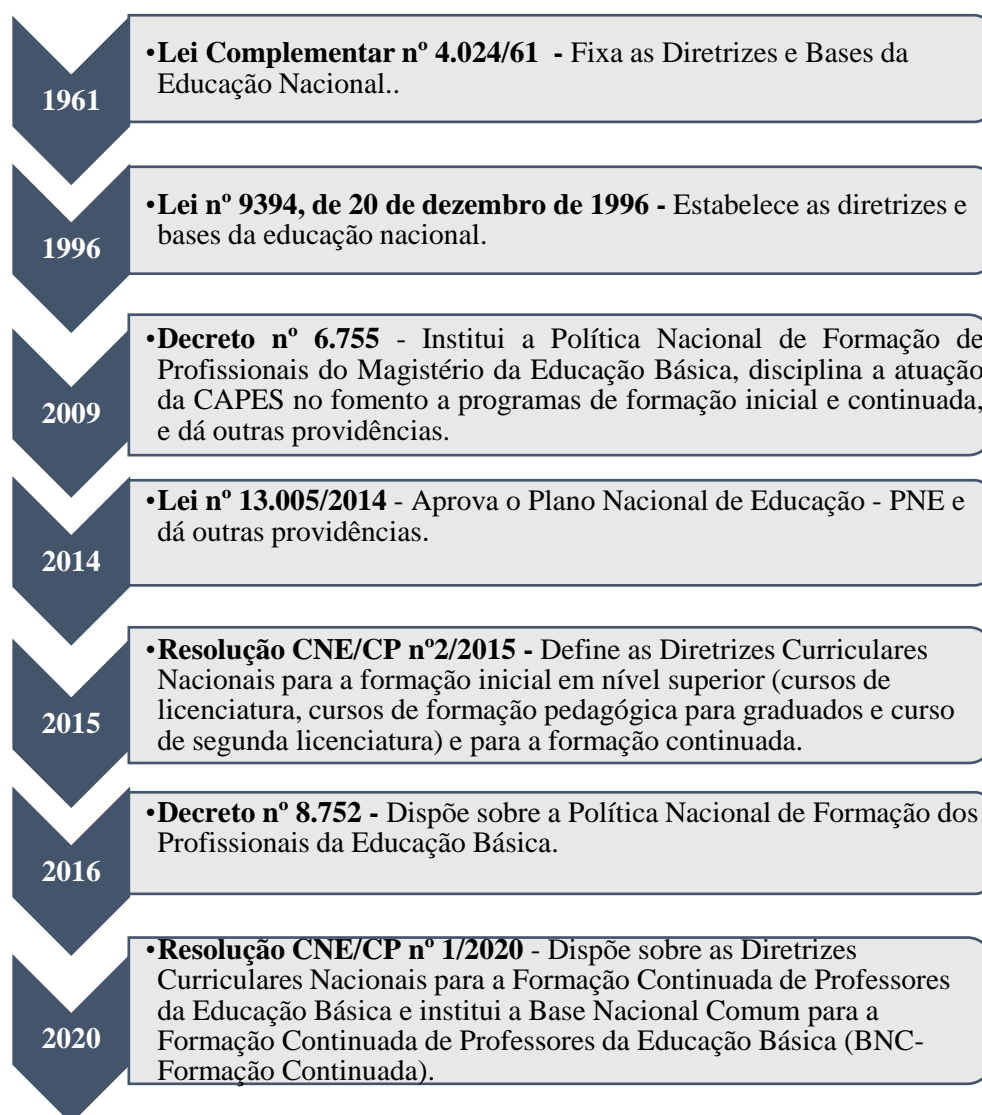 •Lei Complementar nº 4.024/61 - Fixa as Diretrizes e Bases da
Educação Nacional..
1961
•Lei nº 9394, de 20 de dezembro de 1996 - Estabelece as diretrizes e
bases da educação nacional.
1996
•Decreto nº 6.755 - Institui a Política Nacional de Formação de
Profissionais do Magistério da Educação Básica, disciplina a atuação
da CAPES no fomento a programas de formação inicial e continuada,
e dá outras providências.
2009
•Lei nº 13.005/2014 - Aprova o Plano Nacional de Educação - PNE e
dá outras providências.
2014
•Resolução CNE/CP nº2/2015 - Define as Diretrizes Curriculares
Nacionais para a formação inicial em nível superior (cursos de
licenciatura, cursos de formação pedagógica para graduados e curso
de segunda licenciatura) e para a formação continuada.
2015
•Decreto nº 8.752 - Dispõe sobre a Política Nacional de Formação dos
Profissionais da Educação Básica.
2016
•Resolução CNE/CP nº 1/2020 - Dispõe sobre as Diretrizes
Curriculares Nacionais para a Formação Continuada de Professores
da Educação Básica e institui a Base Nacional Comum para a
Formação Continuada de Professores da Educação Básica (BNC-
Formação Continuada).
2020